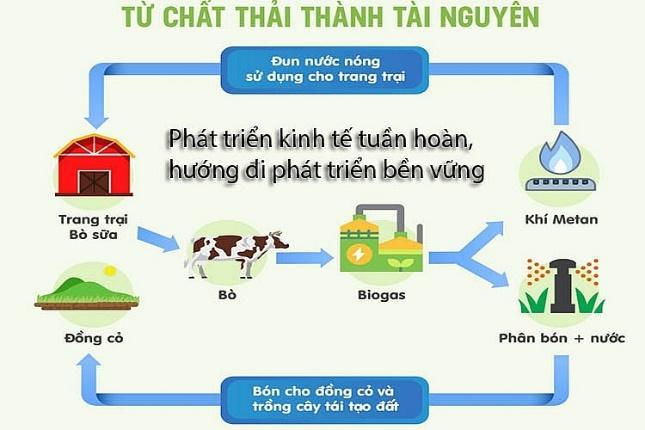 TỪ CHẤT THẢI THÀNH TÀI NGUYÊN
Đun nước nóng
sử dụng cho trang trại
Phát triển kinh tế tuần hoàn,
hướng đi phát triển bền vững
Trang trại
Bò sữa
Khí Metan
Bò
Biogas
Đồng cỏ
Phân bón + nước
Bón cho đồng cỏ và
trồng cây tái tạo đất